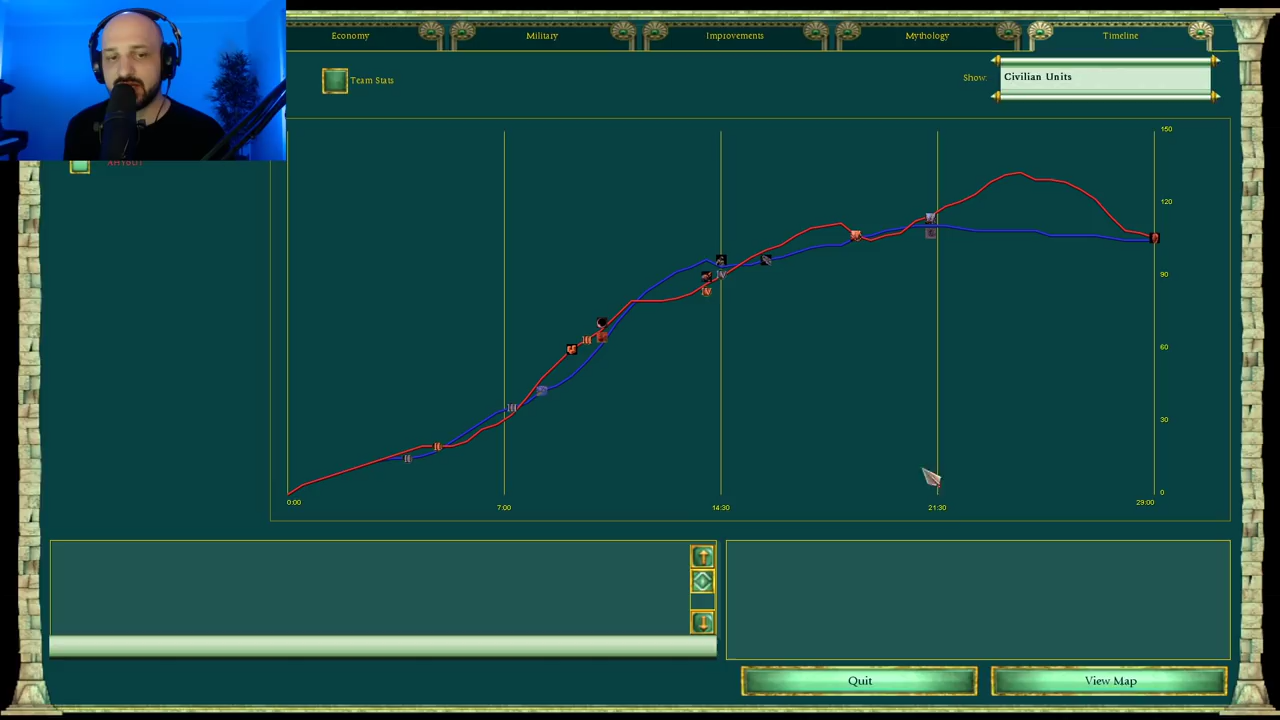 Economy
Military
Improvements
Mythology
Timeline
Team Stats
Show:
Civilian Units
150
120
90
60
30
0
0:00
7:00
14:30
21:30
29:00
Quit
View Map